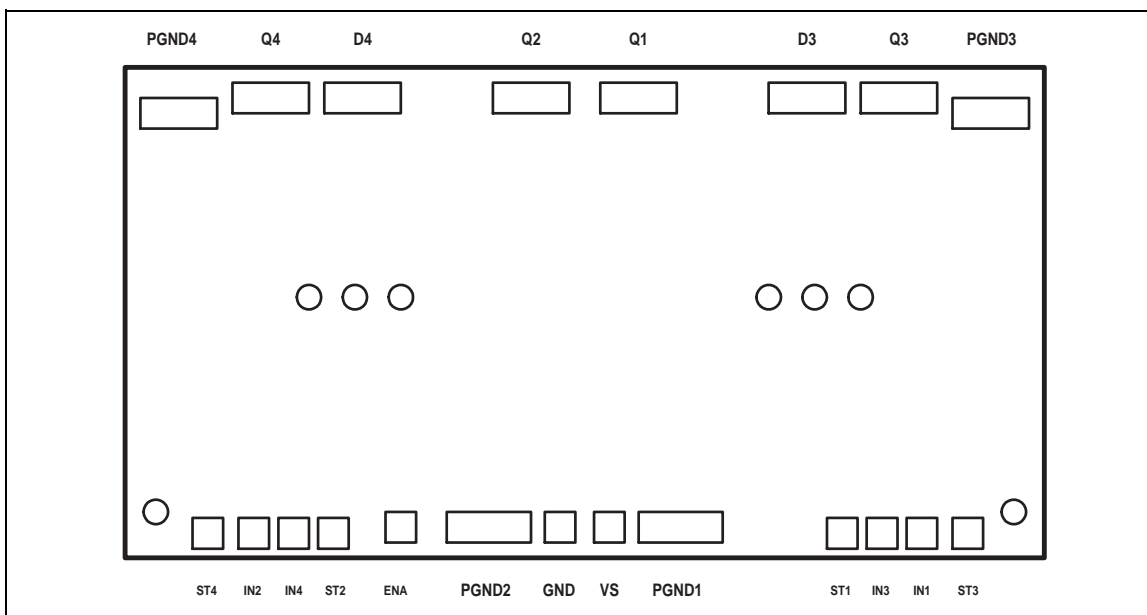 PGND4 Q4 D4 Q2 Q1 D3 Q3 PGND3
ST4 IN2 IN4 ST2 ENA PGND2 GND VS PGND1 ST1 IN3 IN1 ST3